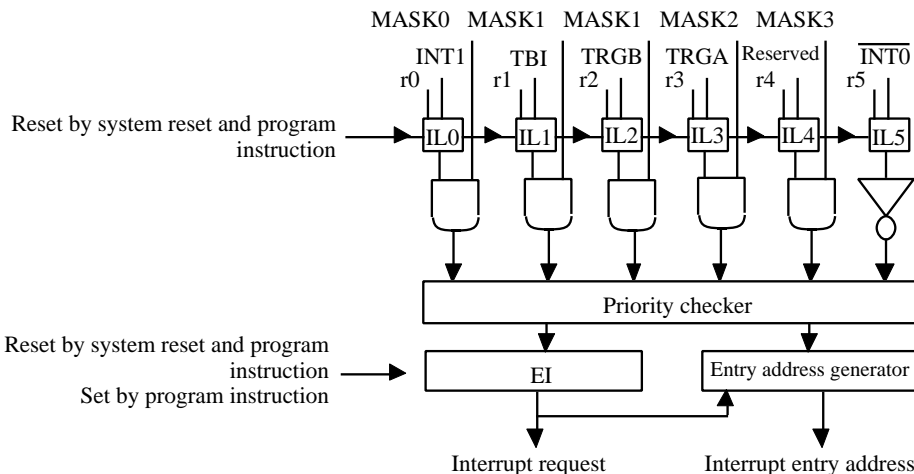 MASK0 MASK1 MASK1 MASK2 MASK3
INT1 TBI TRGB TRGA Reserved INT0
r0 r1 r2 r3 r4 r5
Reset by system reset and program
instruction
IL0 IL1 IL2 IL3 IL4 IL5
Priority checker
Reset by system reset and program
instruction
Set by program instruction
EI
Entry address generator
Interrupt request
Interrupt entry address